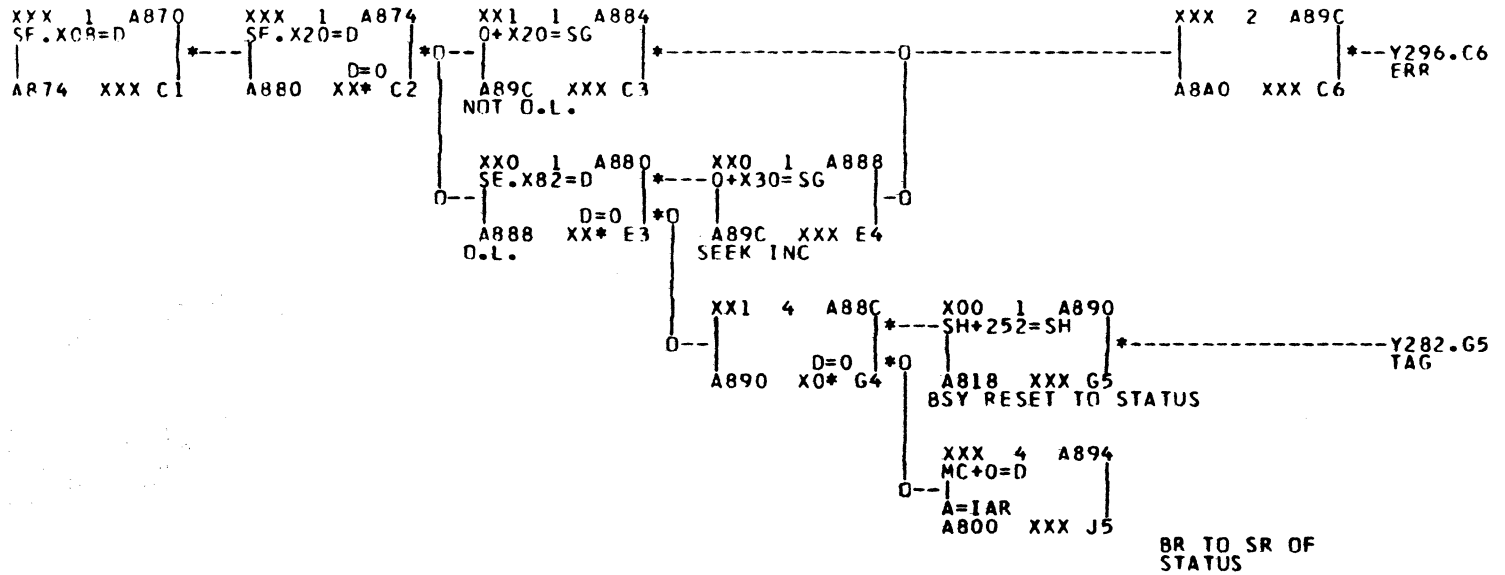 XXX 1 A870
SF.X08=D
A874 XXX C1
XXX 1 A874
SF.X20=D
D=0
A880 XX* C2
XX1 1 A884
0+X20=SG
A89C XXX C3
NOT O.L.
XXX 2 A89C
A8A0 XXX C6
Y296.C6
ERR
XX0 1 A880
SE.X82=D
D=0
A888 XX* E3
O.L.
XX0 1 A888
0+X30=SG
A89C XXX E4
SEEK INC
XX1 4 A88C
D=0
A890 X0* G4
X00 1 A890
SH+252=SH
A818 XXX G5
BSY RESET TO STATUS
Y282.G5
TAG
XXX 4 A894
MC+0=D
A=IAR
A800 XXX J5
BR TO SR OF
STATUS